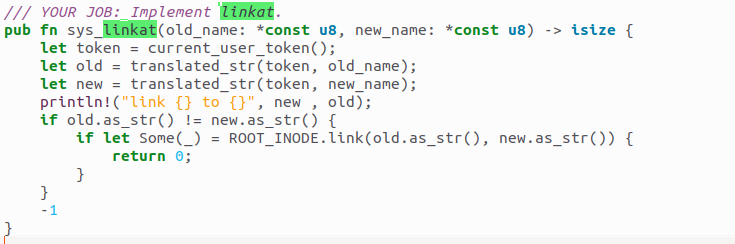 /// YOUR JOB: Implement linkat.
pub fn sys_linkat(old_name: *const u8, new_name: *const u8) -> isize {
    let token = current_user_token();
    let old = translated_str(token, old_name);
    let new = translated_str(token, new_name);
    println!("link {} to {}", new , old);
    if old.as_str() != new.as_str() {
        if let Some(_) = ROOT_INODE.link(old.as_str(), new.as_str()) {
            return 0;
        }
    }
    -1
}